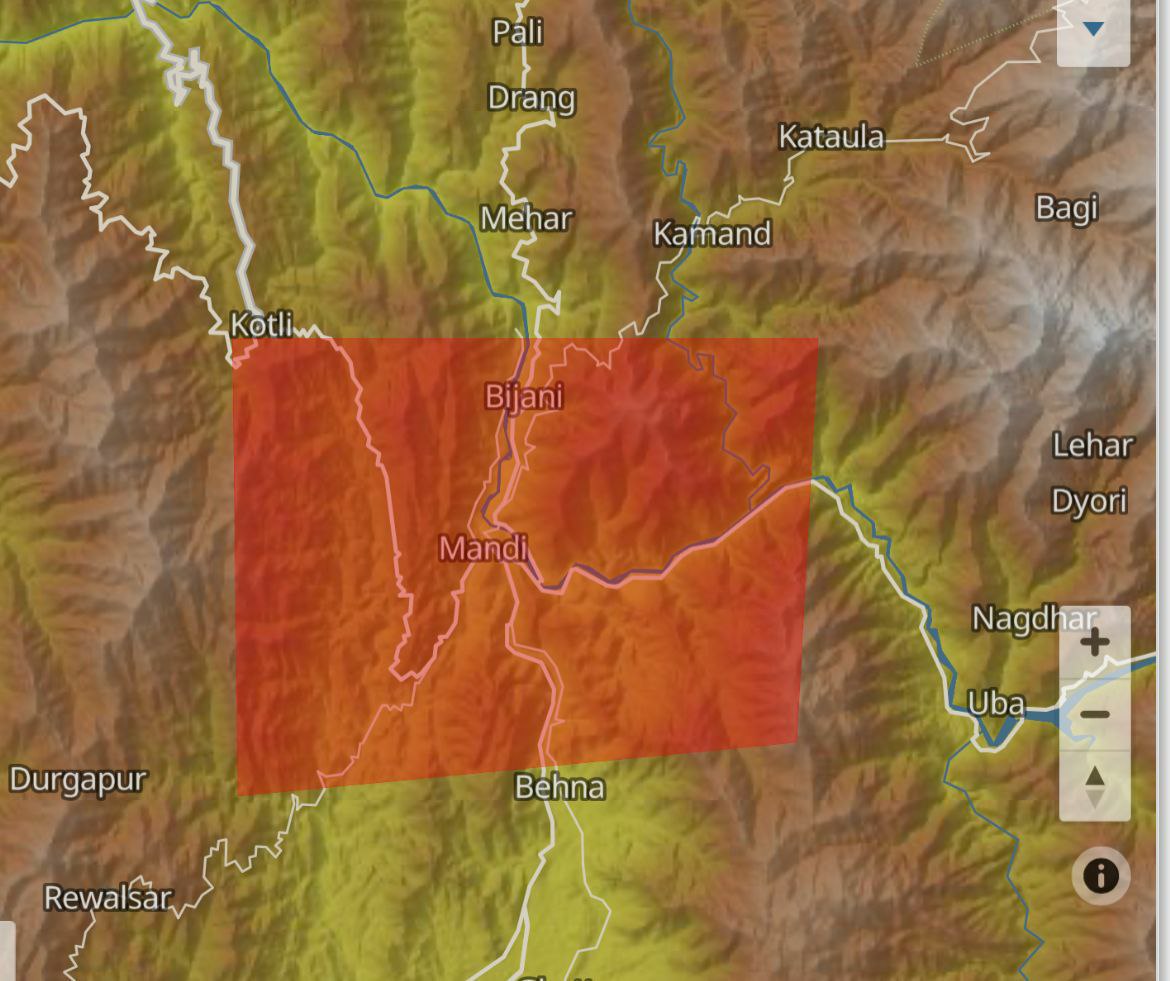 Pali
Drang
Kataula
Bagi
Mehar
Kamand
Kotli
Bijani
Lehar
Dyori
Mandi
Nagdhar
Uba
Durgapur
Behna
Rewalsar